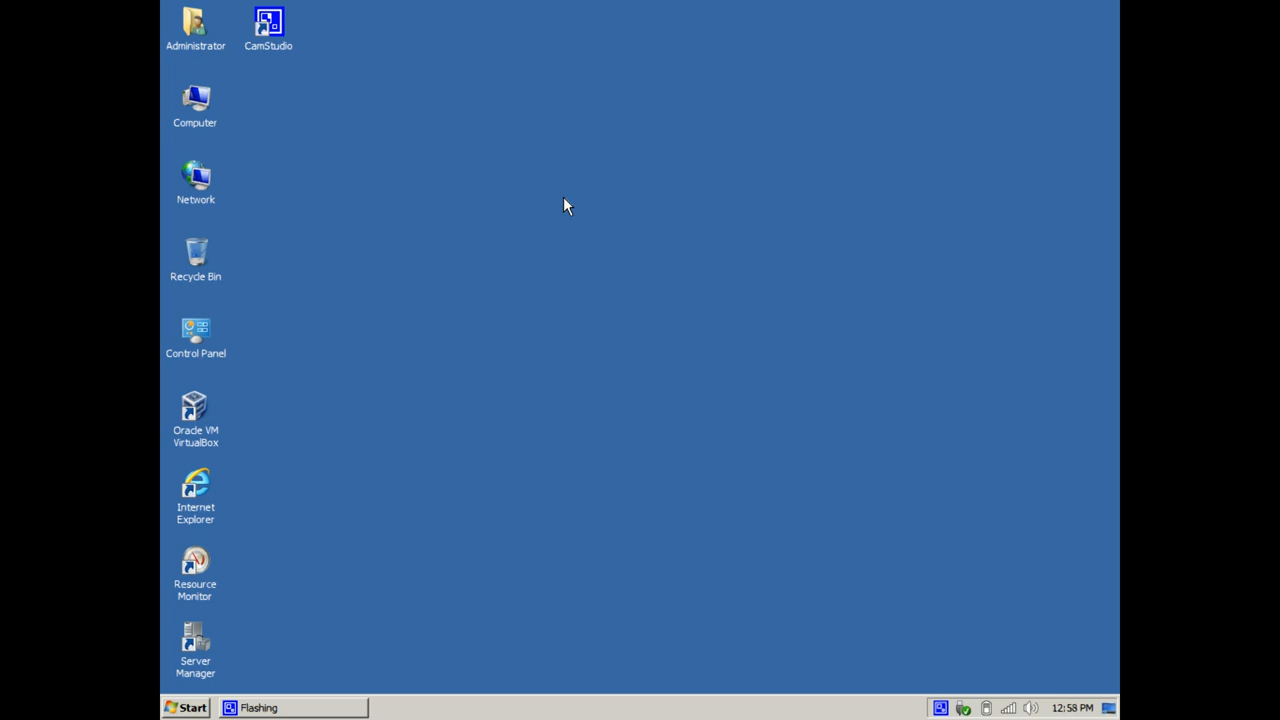 Administrator
CamStudio
Computer
Network
Recycle Bin
Control Panel
Oracle VM
VirtualBox
Internet
Explorer
Resource
Monitor
Server
Manager
Start
Flashing
12:58 PM